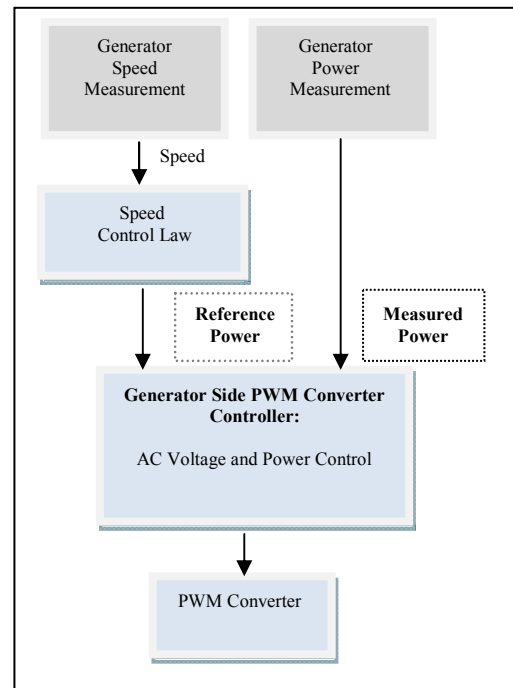 Generator
Speed
Measurement
Generator
Power
Measurement
Speed
Speed
Control Law
Reference
Power
Measured
Power
Generator Side PWM Converter
Controller:
AC Voltage and Power Control
PWM Converter